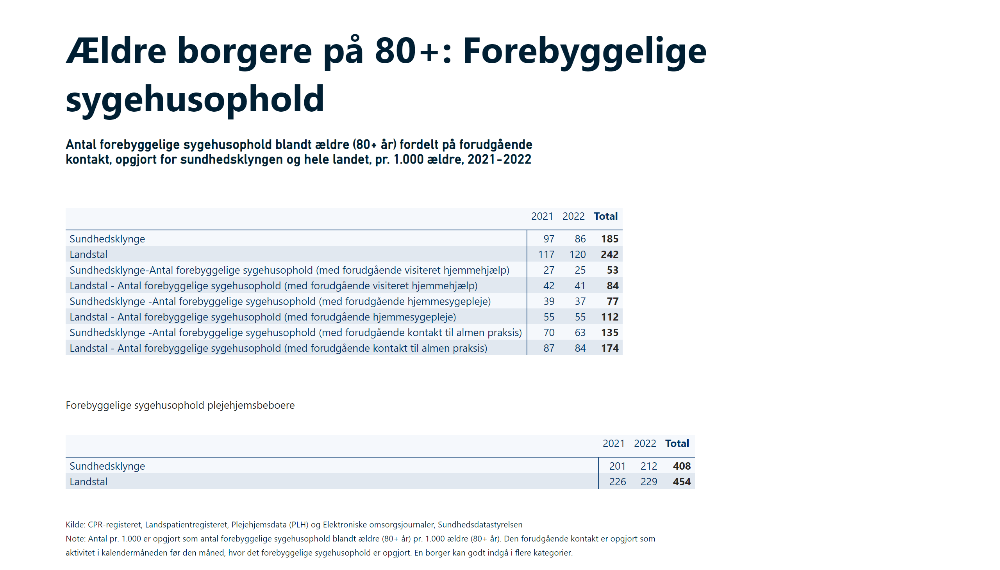 Ældre borgere på 80+: Forebyggelige
sygehusophold
Antal forebyggelige sygehusophold blandt ældre (80+ år) fordelt på forudgående
kontakt, opgjort for sundhedsklyngen og hele landet, pr. 1.000 ældre, 2021-2022
2021 2022 Total
Sundhedsklynge 97 86 185
Landstal 117 120 242
Sundhedsklynge-Antal forebyggelige sygehusophold (med forudgående visiteret hjemmehjælp) 27 25 53
Landstal - Antal forebyggelige sygehusophold (med forudgående visiteret hjemmehjælp) 42 41 84
Sundhedsklynge -Antal forebyggelige sygehusophold (med forudgående hjemmesygepleje) 39 37 77
Landstal - Antal forebyggelige sygehusophold (med forudgående hjemmesygepleje) 55 55 112
Sundhedsklynge -Antal forebyggelige sygehusophold (med forudgående kontakt til almen praksis) 70 63 135
Landstal - Antal forebyggelige sygehusophold (med forudgående kontakt til almen praksis) 87 84 174
Forebyggelige sygehusophold plejehjemsbeboere
2021 2022 Total
Sundhedsklynge 201 212 408
Landstal 226 229 454
Kilde: CPR-registeret, Landspatientregisteret, Plejehjemsdata (PLH) og Elektroniske omsorgsjournaler, Sundhedsdatastyrelsen
Note: Antal pr. 1.000 er opgjort som antal forebyggelige sygehusophold blandt ældre (80+ år) pr. 1.000 ældre (80+ år). Den forudgående kontakt er opgjort som
aktivitet i kalendermåneden før den måned, hvor det forebyggelige sygehusophold er opgjort. En borger kan godt indgå i flere kategorier.